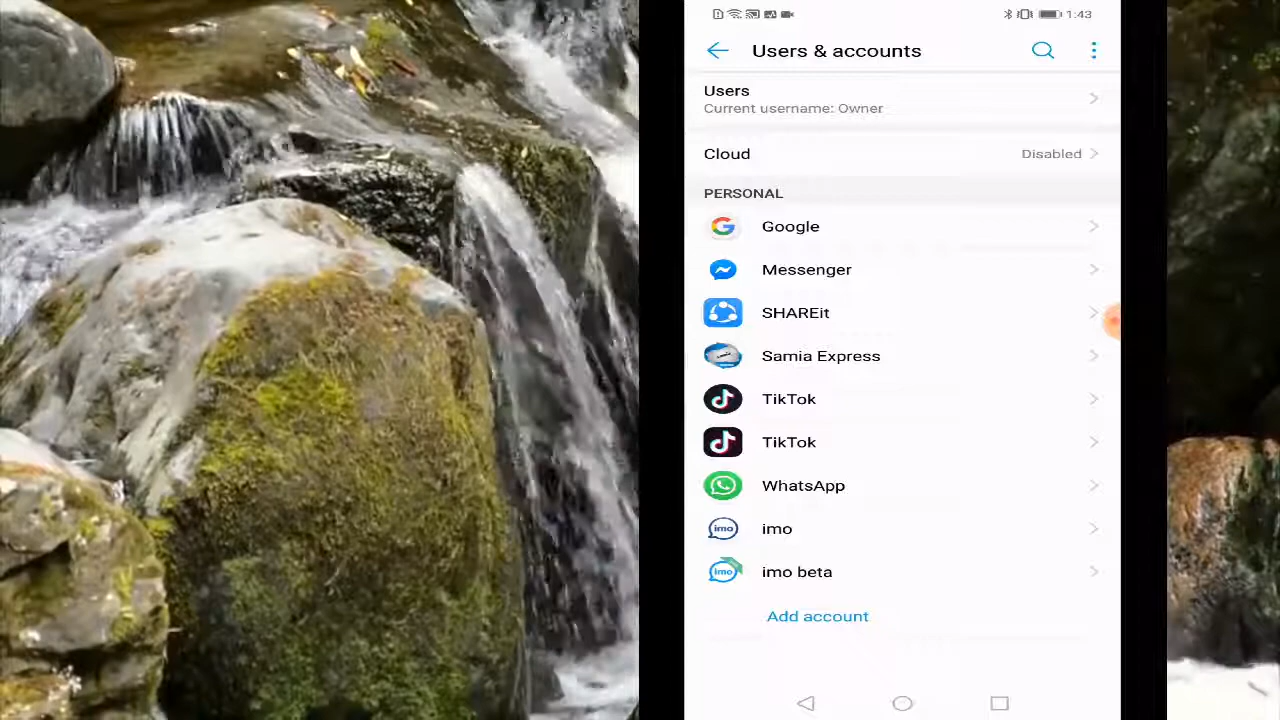 1:43
Users & accounts
Users
Current username: Owner
Cloud
Disabled
PERSONAL
Google
Messenger
SHAREit
Samia Express
TikTok
TikTok
WhatsApp
imo imo
imo imo beta
Add account